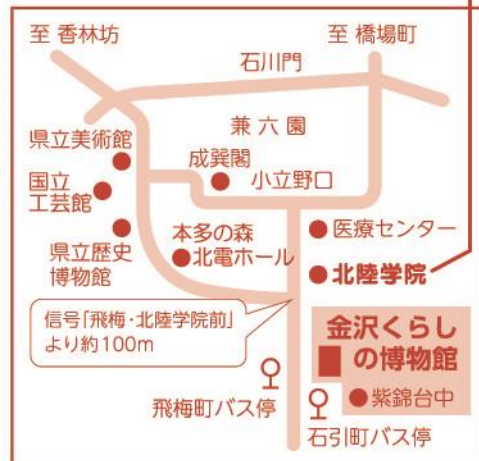 至 香林坊
至 橋場町
石川門
兼六園
県立美術館
成巽閣
小立野口
国立
工芸館
県立歴史
博物館
本多の森
北電ホール
医療センター
北陸学院
信号「飛梅・北陸学院前」
より約100m
金沢くらし
の博物館
紫錦台中
飛梅町バス停
石引町バス停